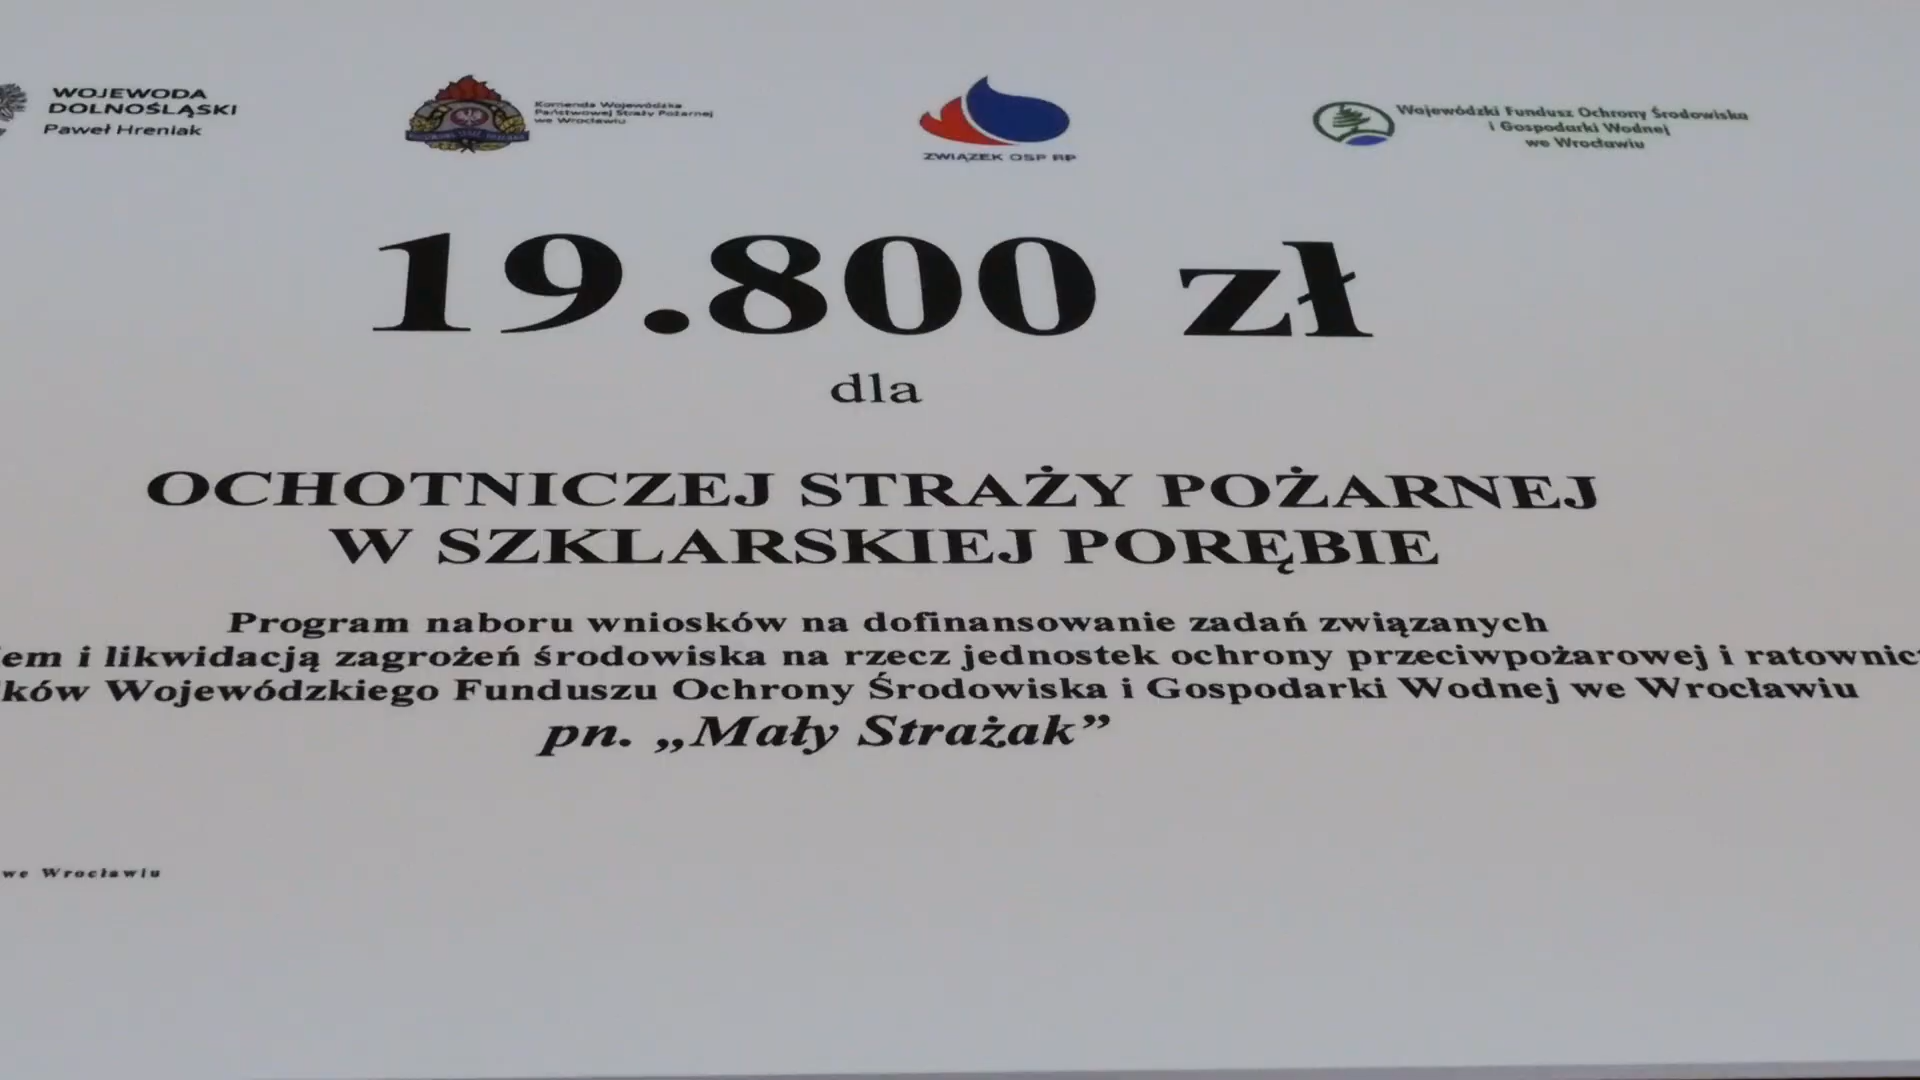 WOJEWODA
DOLNOŚLĄSKI
Paweł Hreniak
Komenda Wojewódzka
Państwowej Straży Pożarnej
we Wrocławiu
ZWIĄZEK OSP RP
Wojewódzki Fundusz Ochrony Środowiska
i Gospodarki Wodnej
we Wrocławiu
19.800 zł
dla
OCHOTNICZEJ STRAŻY POŻARNEJ
W SZKLARSKIEJ PORĘBIE
Program naboru wniosków na dofinansowanie zadań związanych
em i likwidacją zagrożeń środowiska na rzecz jednostek ochrony przeciwpożarowej i ratownic
ków Wojewódzkiego Funduszu Ochrony Środowiska i Gospodarki Wodnej we Wrocławiu
pn. „Mały Strażak”
we Wrocławiu